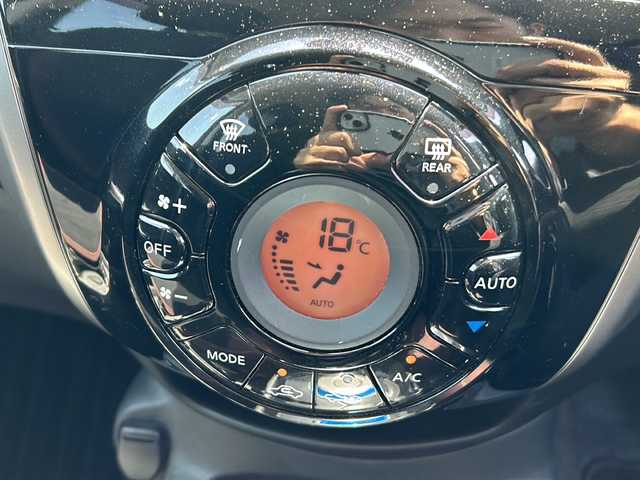 FRONT
REAR
+
OFF
−
18°C
AUTO
AUTO
MODE
A/C